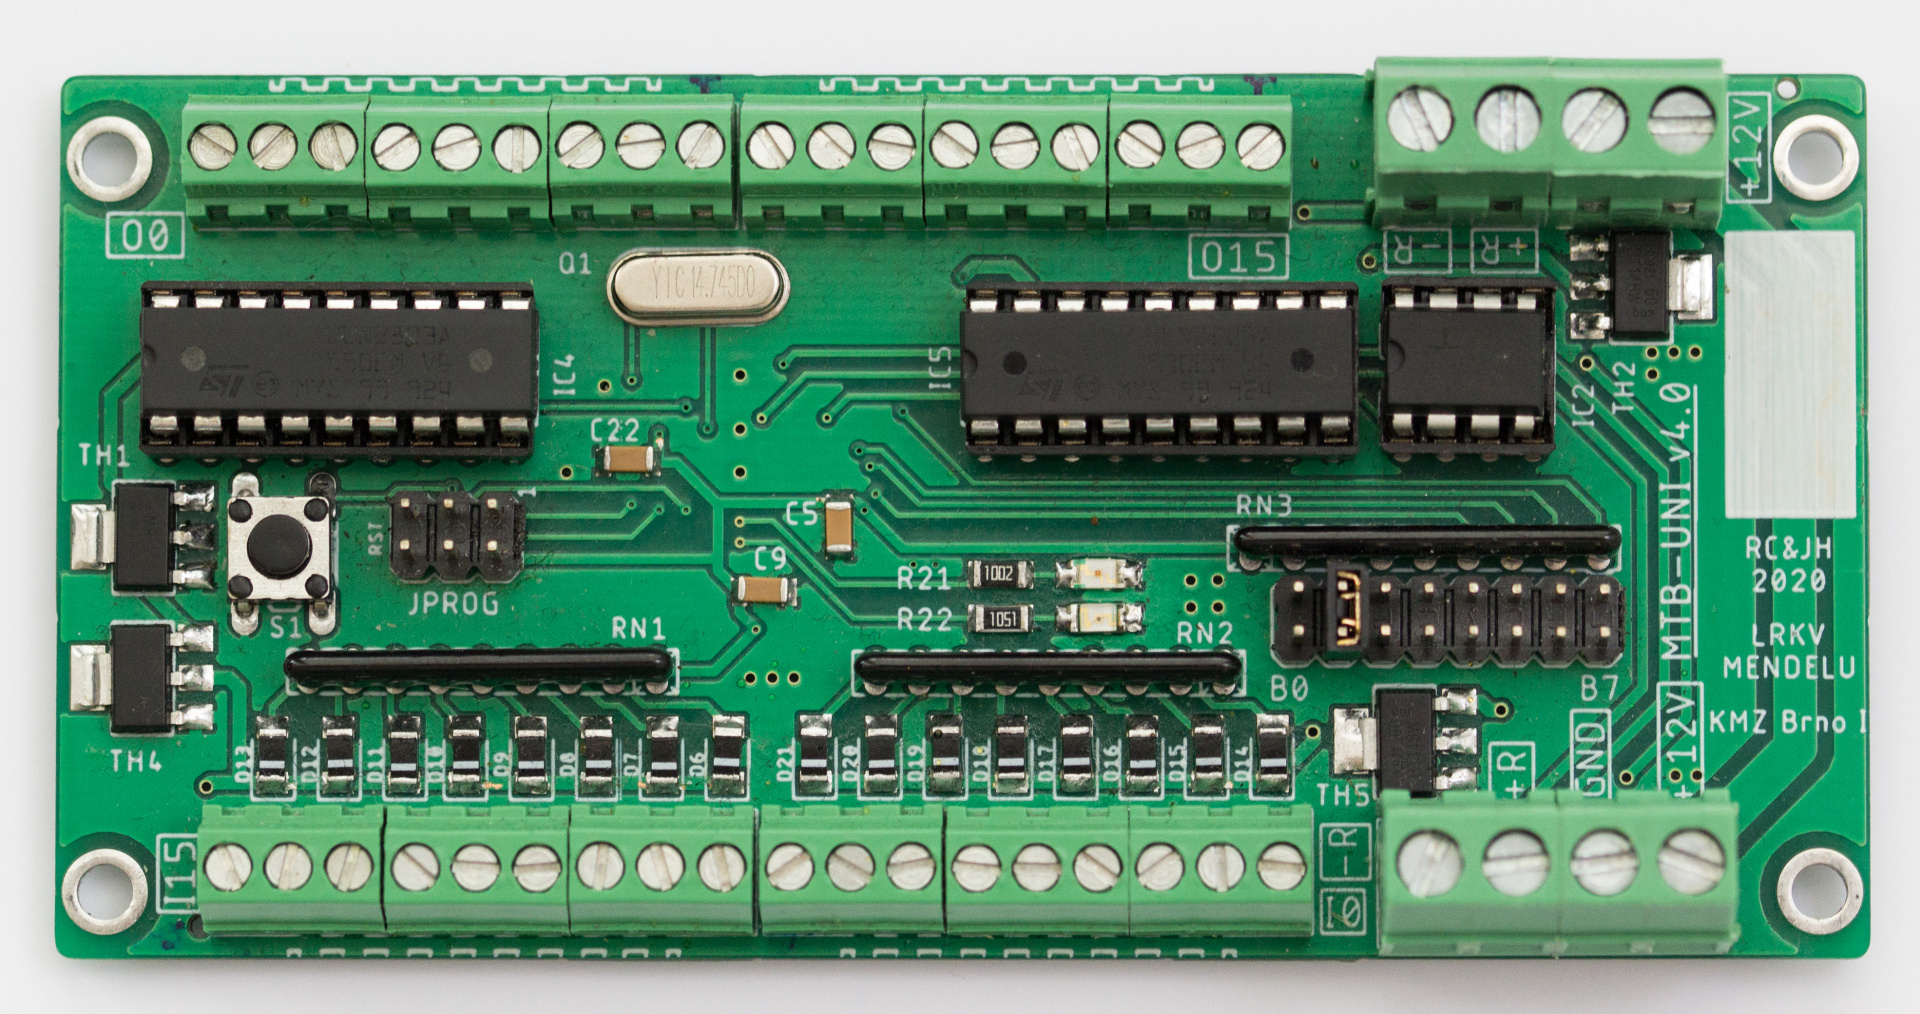 +12V
O0
O15
-R
+R
Q1
YIC14.745D0
IC4
IC5
IC2
TH2
C22
TH1
MTB-UNI v4.0
1
RST
C5
RN3
RC&JH
2020
C9
R21
1002
JPROG
S1
R22
1051
RN1
RN2
LRKV
MENDELU
B0
B7
+12V
KMZ Brno I
TH4
D13
D12
D11
D10
D9
D8
D7
D6
D21
D20
D19
D18
D17
D16
D15
D14
TH5
+R
GND
I15
-R
I0